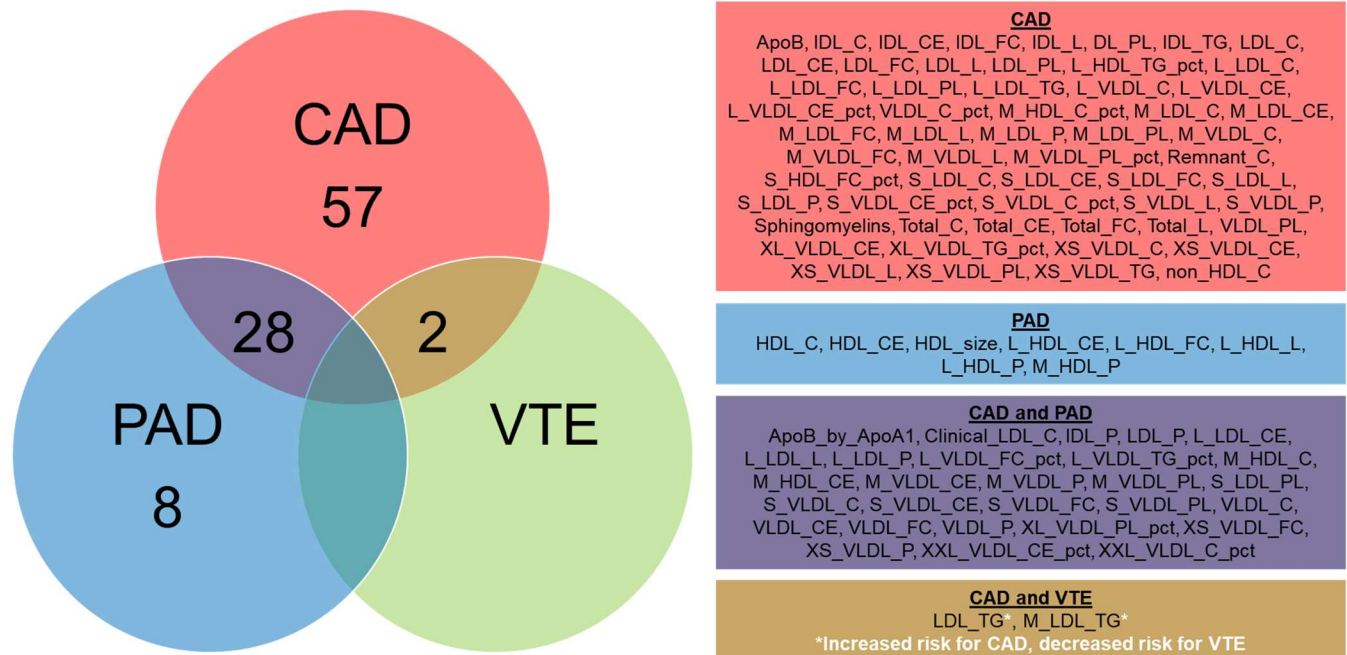 CAD
57
28
2
PAD
8
VTE
CAD
ApoB, IDL_C, IDL_CE, IDL_FC, IDL_L, DL_PL, IDL_TG, LDL_C,
LDL_CE, LDL_FC, LDL_L, LDL_PL, L_HDL_TG_pct, L_LDL_C,
L_LDL_FC, L_LDL_PL, L_LDL_TG, L_VLDL_C, L_VLDL_CE,
L_VLDL_CE_pct, VLDL_C_pct, M_HDL_C_pct, M_LDL_C, M_LDL_CE,
M_LDL_FC, M_LDL_L, M_LDL_P, M_LDL_PL, M_VLDL_C,
M_VLDL_FC, M_VLDL_L, M_VLDL_PL_pct, Remnant_C,
S_HDL_FC_pct, S_LDL_C, S_LDL_CE, S_LDL_FC, S_LDL_L,
S_LDL_P, S_VLDL_CE_pct, S_VLDL_C_pct, S_VLDL_L, S_VLDL_P,
Sphingomyelins, Total_C, Total_CE, Total_FC, Total_L, VLDL_PL,
XL_VLDL_CE, XL_VLDL_TG_pct, XS_VLDL_C, XS_VLDL_CE,
XS_VLDL_L, XS_VLDL_PL, XS_VLDL_TG, non_HDL_C
PAD
HDL_C, HDL_CE, HDL_size, L_HDL_CE, L_HDL_FC, L_HDL_L,
L_HDL_P, M_HDL_P
CAD and PAD
ApoB_by_ApoA1, Clinical_LDL_C, IDL_P, LDL_P, L_LDL_CE,
L_LDL_L, L_LDL_P, L_VLDL_FC_pct, L_VLDL_TG_pct, M_HDL_C,
M_HDL_CE, M_VLDL_CE, M_VLDL_P, M_VLDL_PL, S_LDL_PL,
S_VLDL_C, S_VLDL_CE, S_VLDL_FC, S_VLDL_PL, VLDL_C,
VLDL_CE, VLDL_FC, VLDL_P, XL_VLDL_PL_pct, XS_VLDL_FC,
XS_VLDL_P, XXL_VLDL_CE_pct, XXL_VLDL_C_pct
CAD and VTE
LDL_TG*, M_LDL_TG*
*Increased risk for CAD, decreased risk for VTE